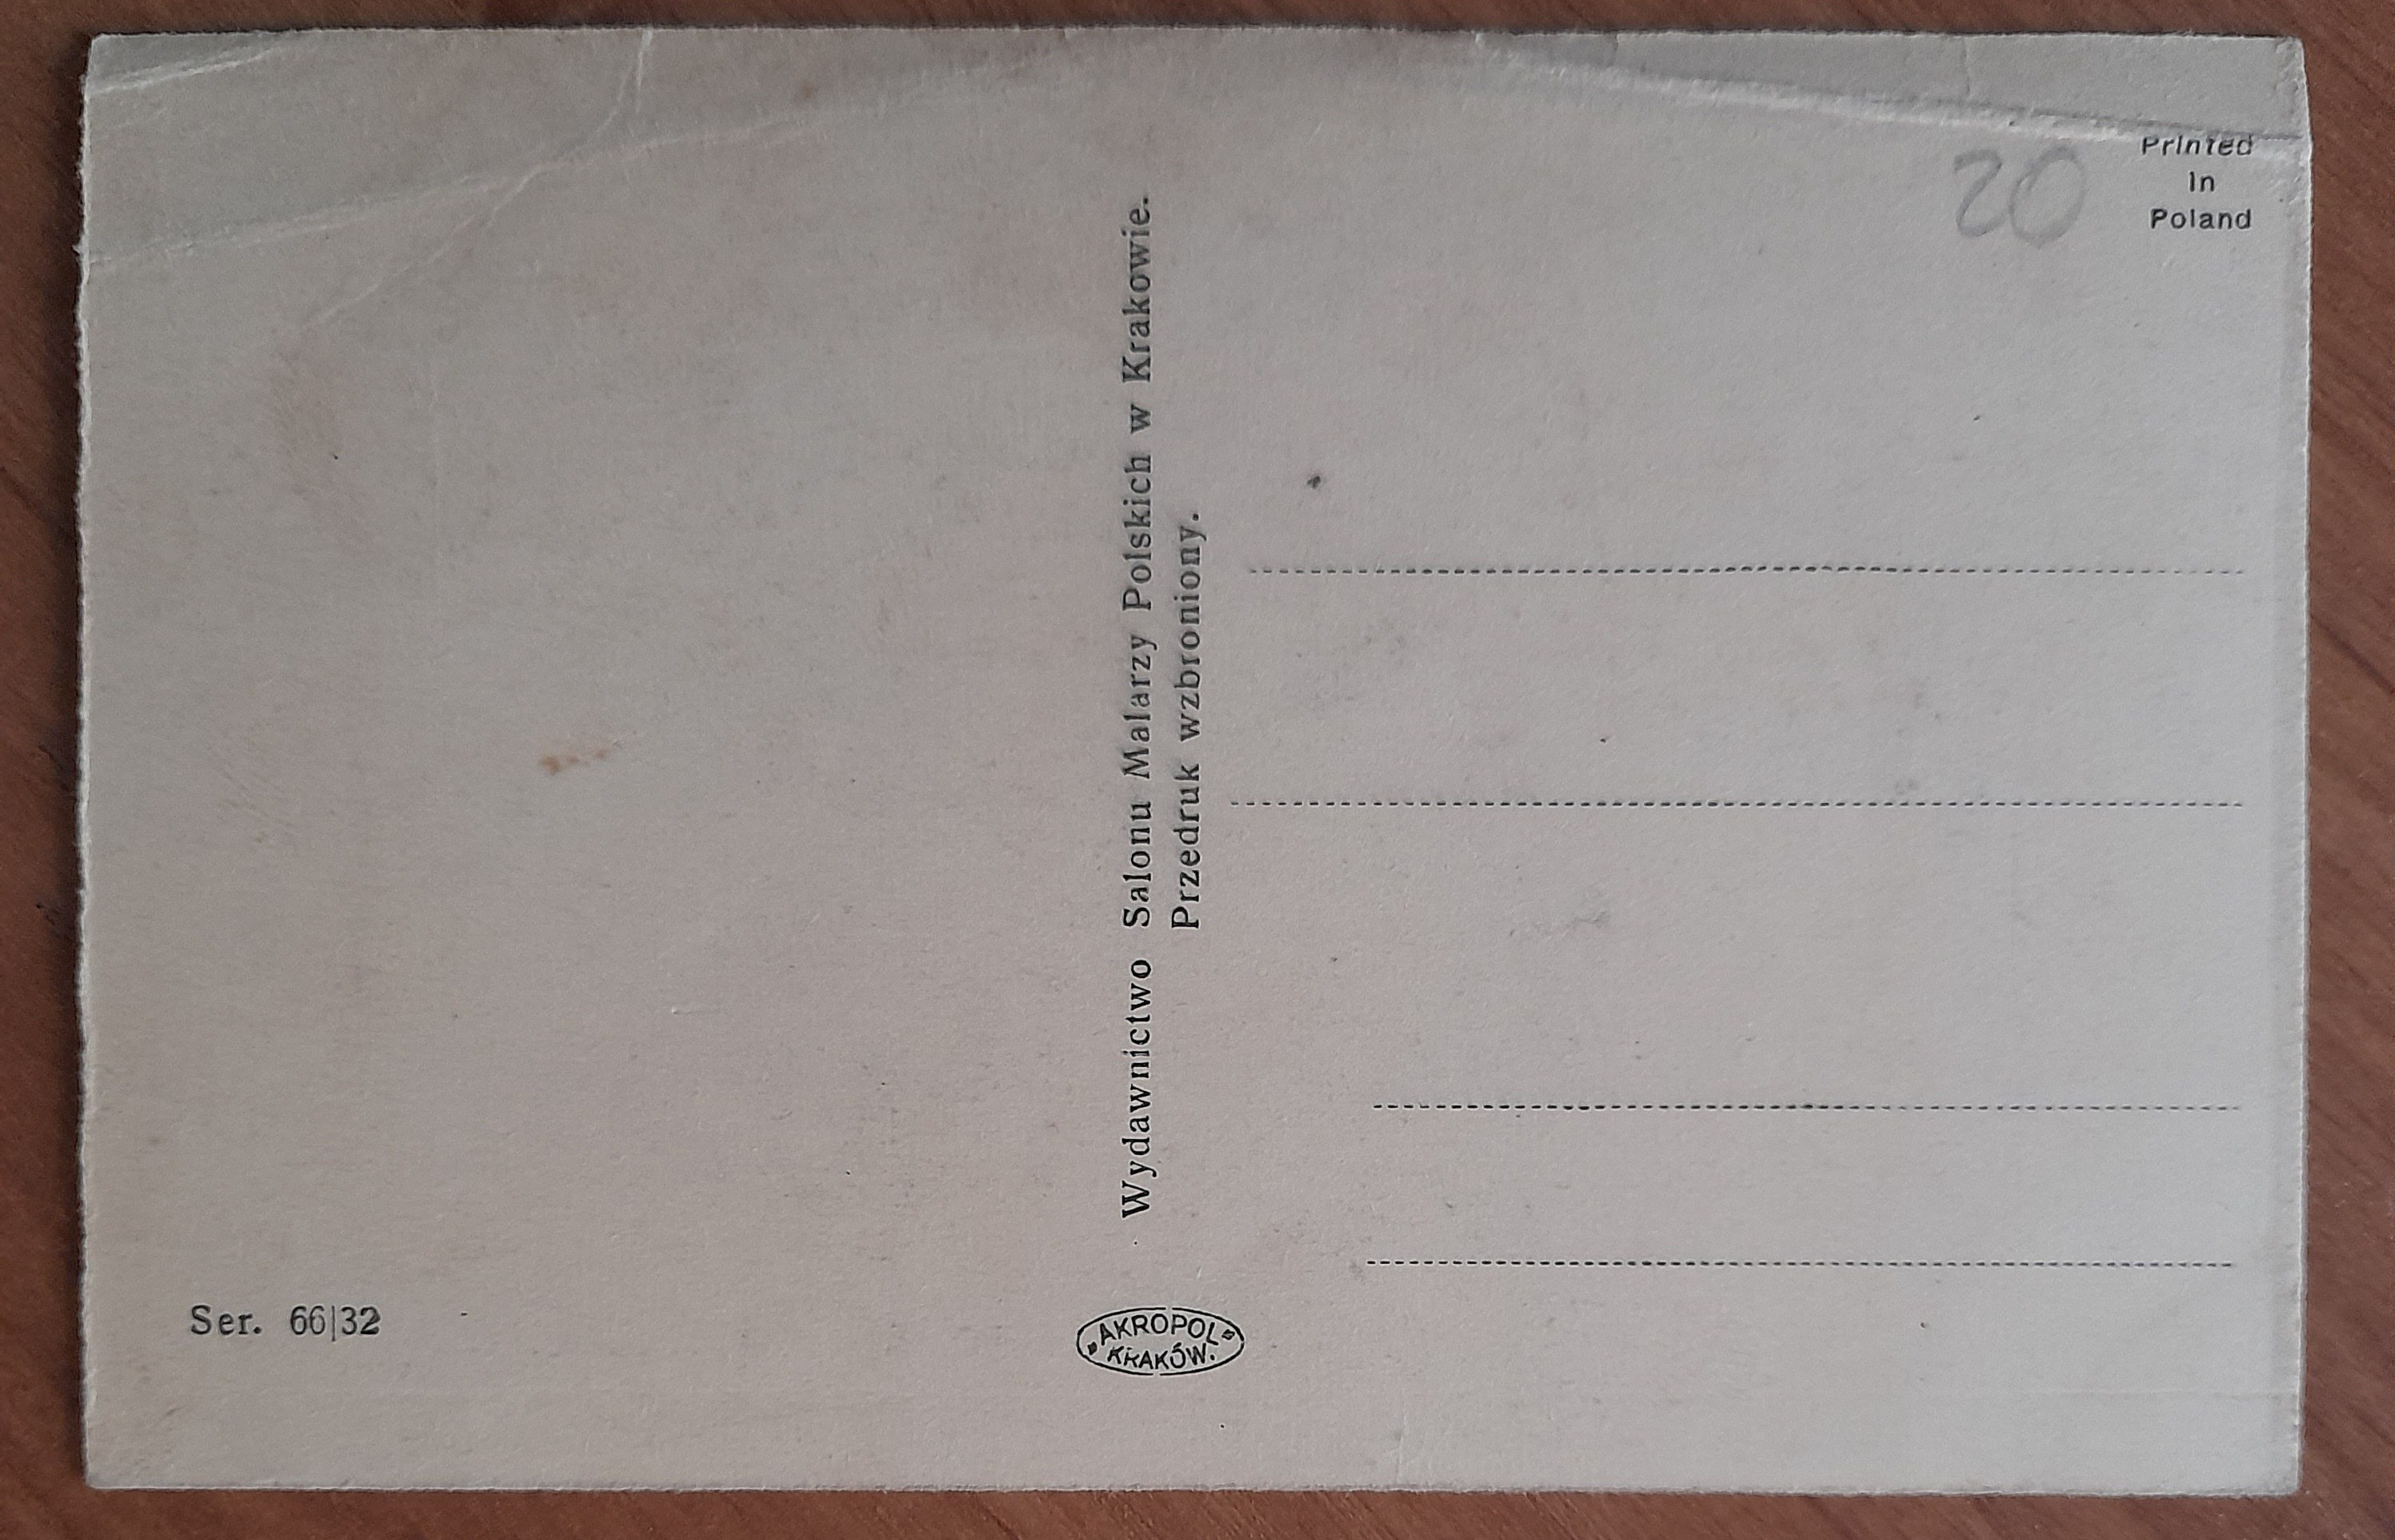 Printed
in
Poland
20
Wydawnictwo Salonu Malarzy Polskich w Krakowie.
Przedruk wzbroniony.
Ser. 66|32
AKROPOL
KRAKÓW.